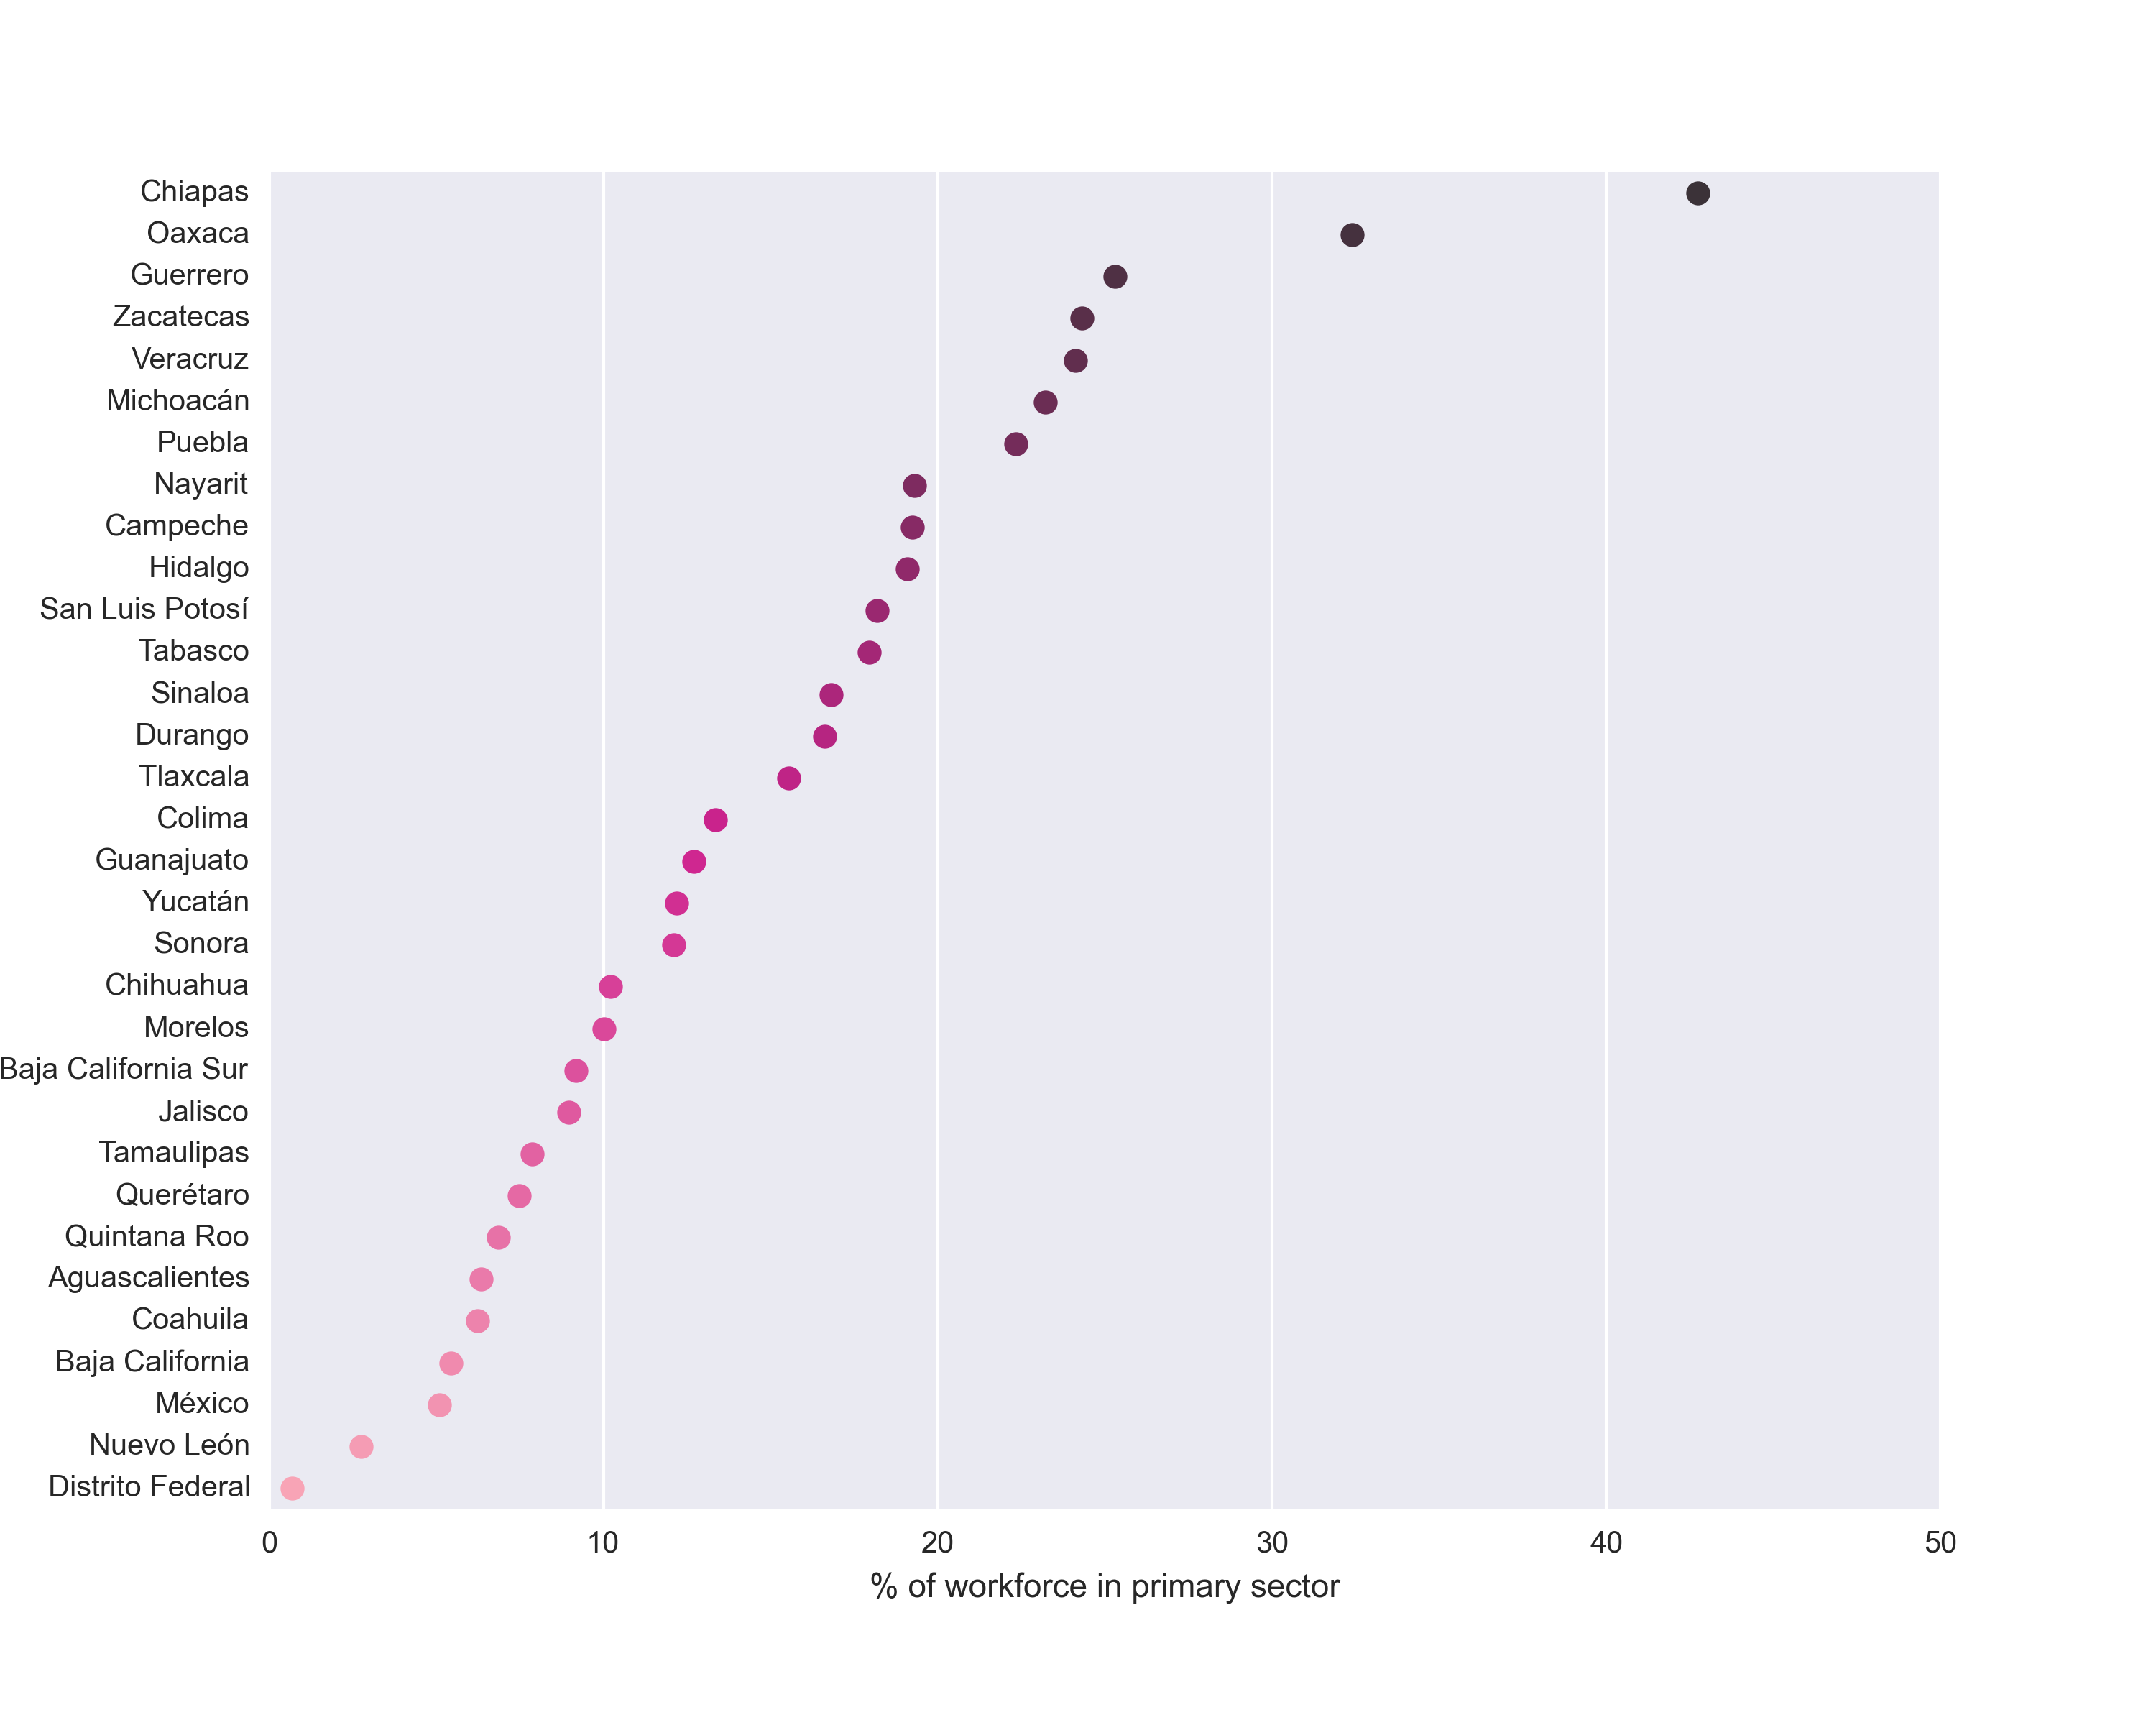 Chiapas
Oaxaca
Guerrero
Zacatecas
Veracruz
Michoacán
Puebla
Nayarit
Campeche
Hidalgo
San Luis Potosí
Tabasco
Sinaloa
Durango
Tlaxcala
Colima
Guanajuato
Yucatán
Sonora
Chihuahua
Morelos
Baja California Sur
Jalisco
Tamaulipas
Querétaro
Quintana Roo
Aguascalientes
Coahuila
Baja California
México
Nuevo León
Distrito Federal
0 10 20 30 40 50
% of workforce in primary sector